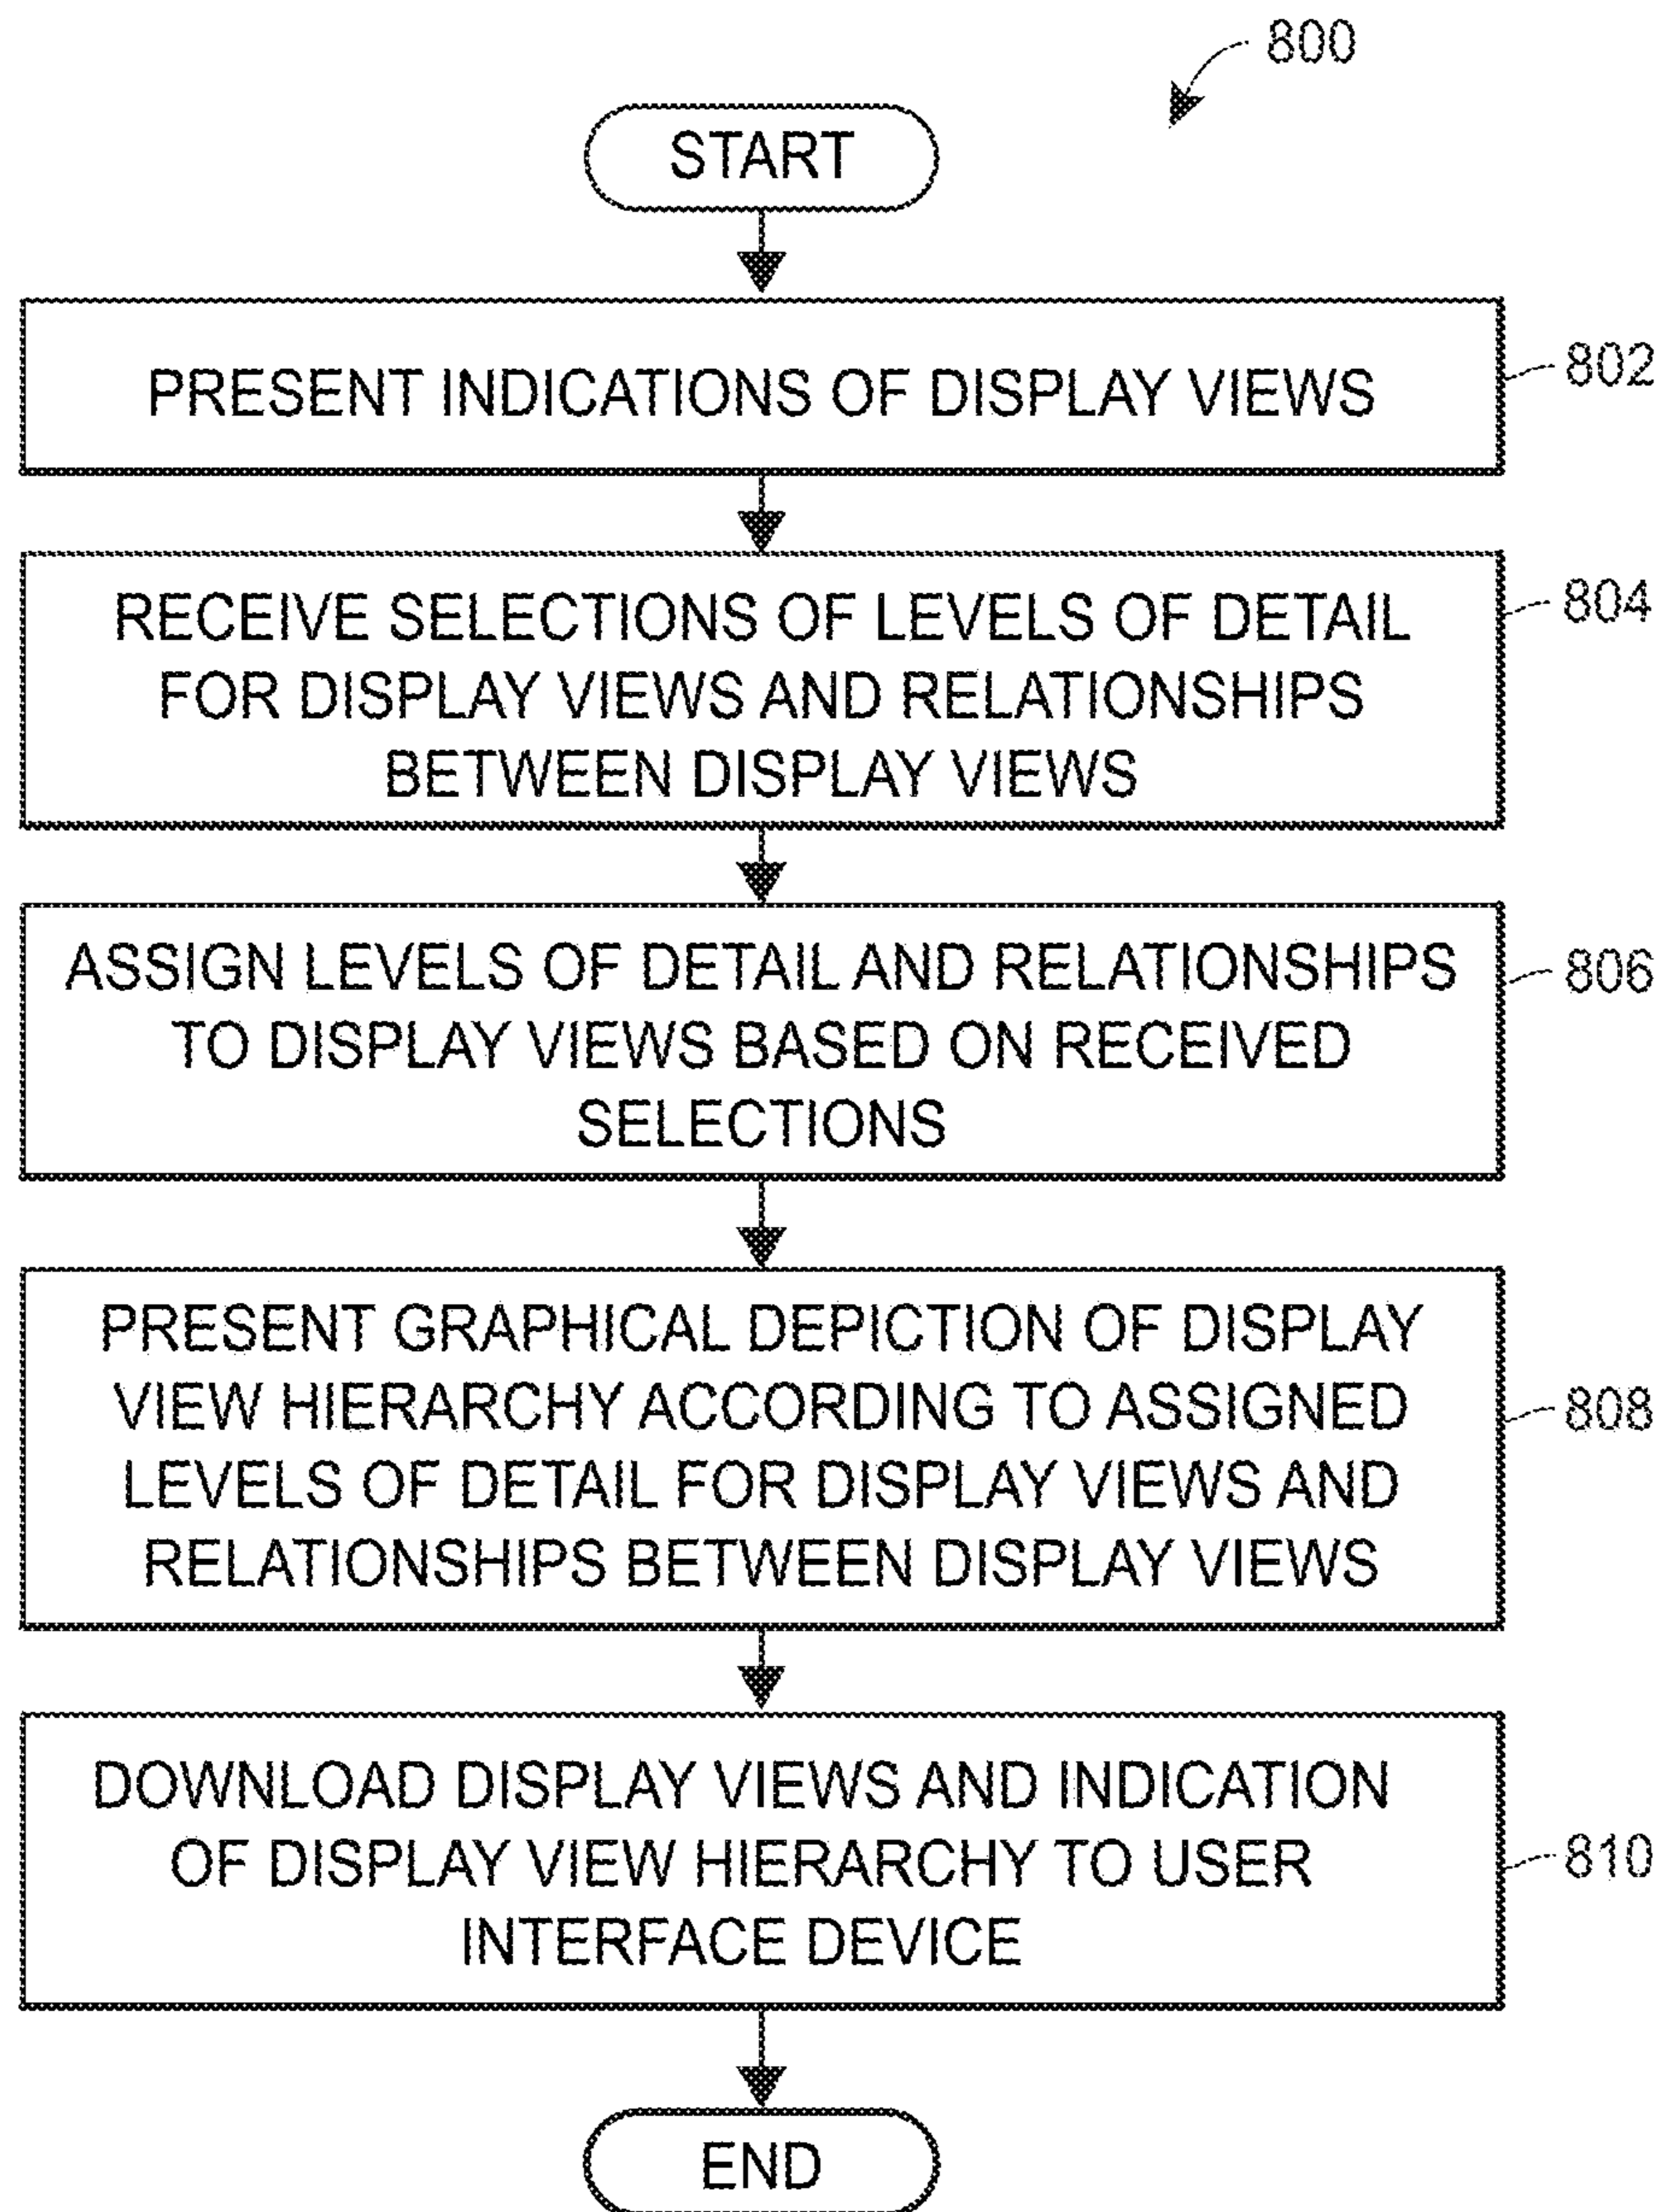 800
START
PRESENT INDICATIONS OF DISPLAY VIEWS
802
RECEIVE SELECTIONS OF LEVELS OF DETAIL
FOR DISPLAY VIEWS AND RELATIONSHIPS
BETWEEN DISPLAY VIEWS
804
ASSIGN LEVELS OF DETAIL AND RELATIONSHIPS
TO DISPLAY VIEWS BASED ON RECEIVED
SELECTIONS
806
PRESENT GRAPHICAL DEPICTION OF DISPLAY
VIEW HIERARCHY ACCORDING TO ASSIGNED
LEVELS OF DETAIL FOR DISPLAY VIEWS AND
RELATIONSHIPS BETWEEN DISPLAY VIEWS
808
DOWNLOAD DISPLAY VIEWS AND INDICATION
OF DISPLAY VIEW HIERARCHY TO USER
INTERFACE DEVICE
810
END